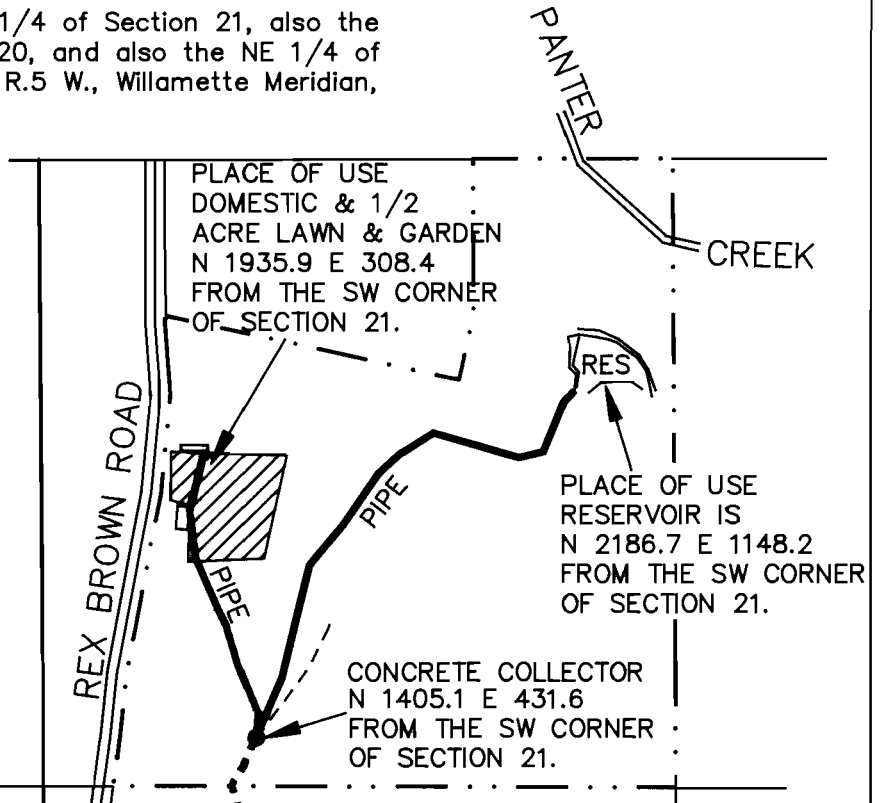 1/4 of Section 21, also the
20, and also the NE 1/4 of
R.5 W., Willamette Meridian,
PANTER
CREEK
PLACE OF USE
DOMESTIC & 1/2
ACRE LAWN & GARDEN
N 1935.9 E 308.4
FROM THE SW CORNER
OF SECTION 21.
RES
REX BROWN ROAD
PIPE
PIPE
PLACE OF USE
RESERVOIR IS
N 2186.7 E 1148.2
FROM THE SW CORNER
OF SECTION 21.
CONCRETE COLLECTOR
N 1405.1 E 431.6
FROM THE SW CORNER
OF SECTION 21.